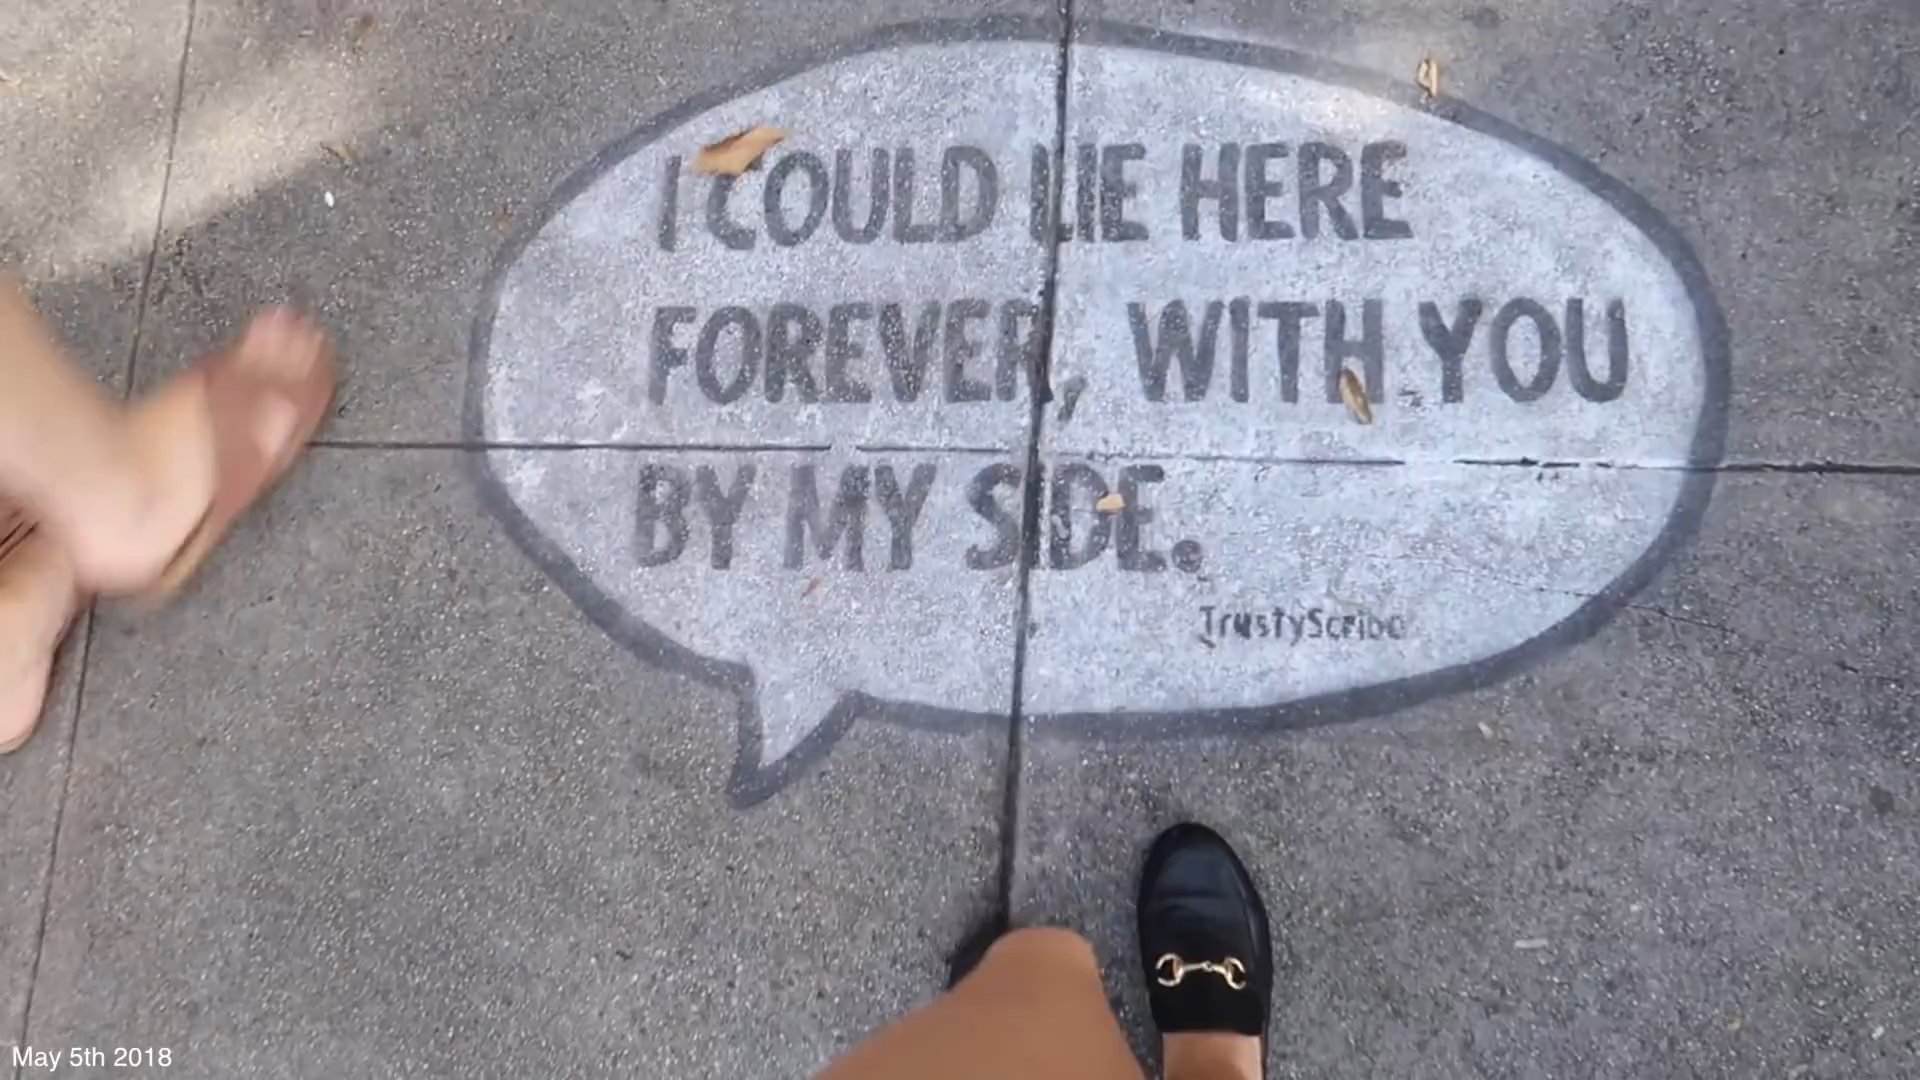 I COULD LIE HERE
FOREVER, WITH YOU
BY MY SIDE.
TrustyScribe
May 5th 2018